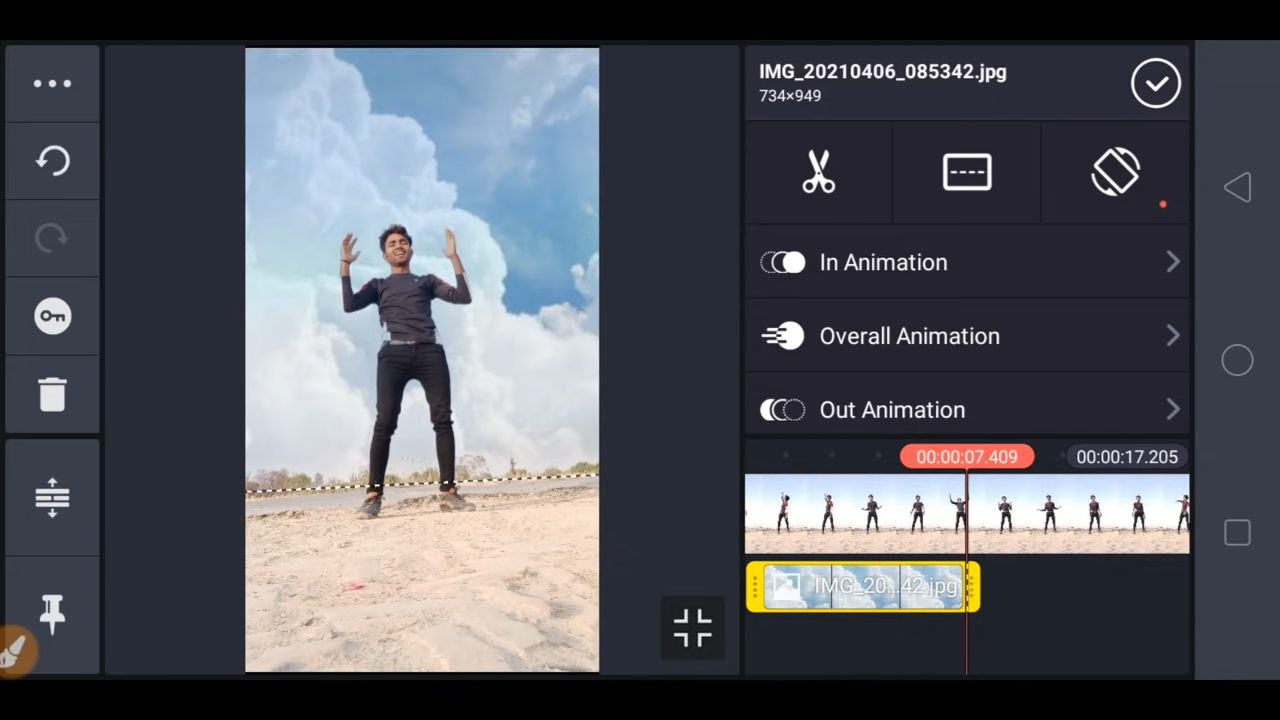 IMG_20210406_085342.jpg
734×949
In Animation
Overall Animation
Out Animation
00:00:07.409
00:00:17.205
IMG_20...42.jpg